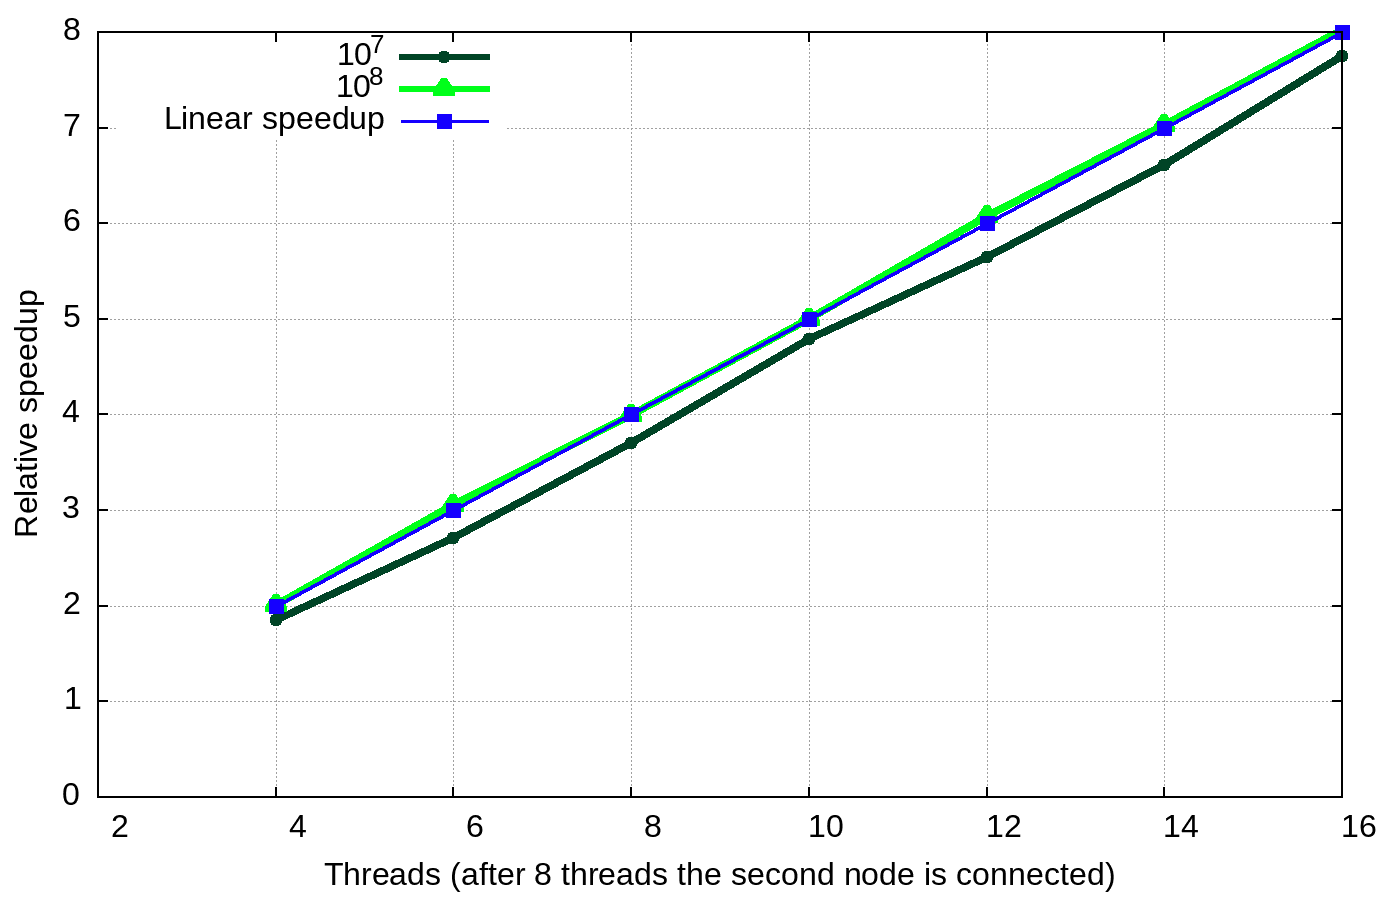 8
7
6
5
4
3
2
1
0
Relative speedup
10^7
10^8
Linear speedup
2 4 6 8 10 12 14 16
Threads (after 8 threads the second node is connected)